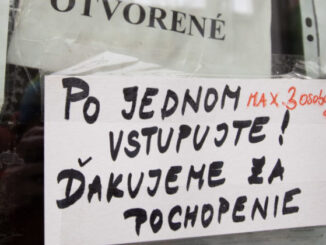 OTVORENÉ
PO JEDNOM MAX. 3 osoby
VSTUPUJTE!
ĎAKUJEME ZA
POCHOPENIE